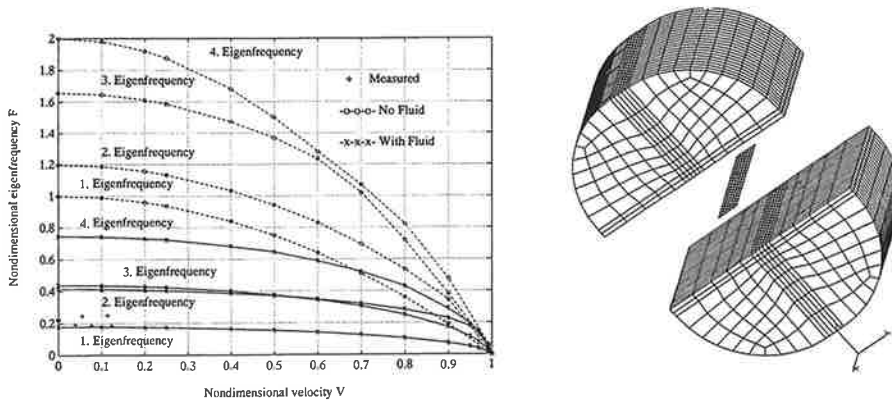 Nondimensional eigenfrequency F
2
1.8
1.6
1.4
1.2
1
0.8
0.6
0.4
0.2
0
4. Eigenfrequency
3. Eigenfrequency
2. Eigenfrequency
1. Eigenfrequency
4. Eigenfrequency
3. Eigenfrequency
2. Eigenfrequency
1. Eigenfrequency
Measured
No Fluid
With Fluid
0 0.1 0.2 0.3 0.4 0.5 0.6 0.7 0.8 0.9 1
Nondimensional velocity V